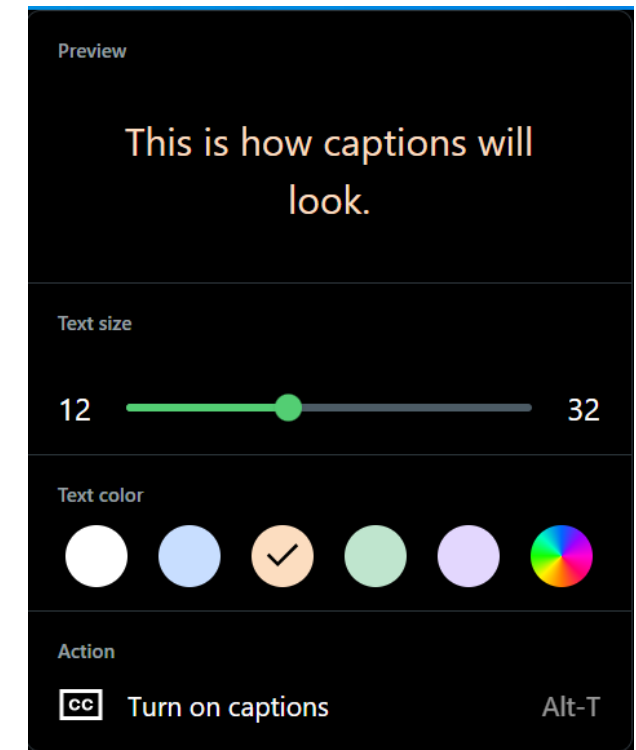 Preview
This is how captions will
look.
Text size
12 32
Text color
Action
CC Turn on captions Alt-T